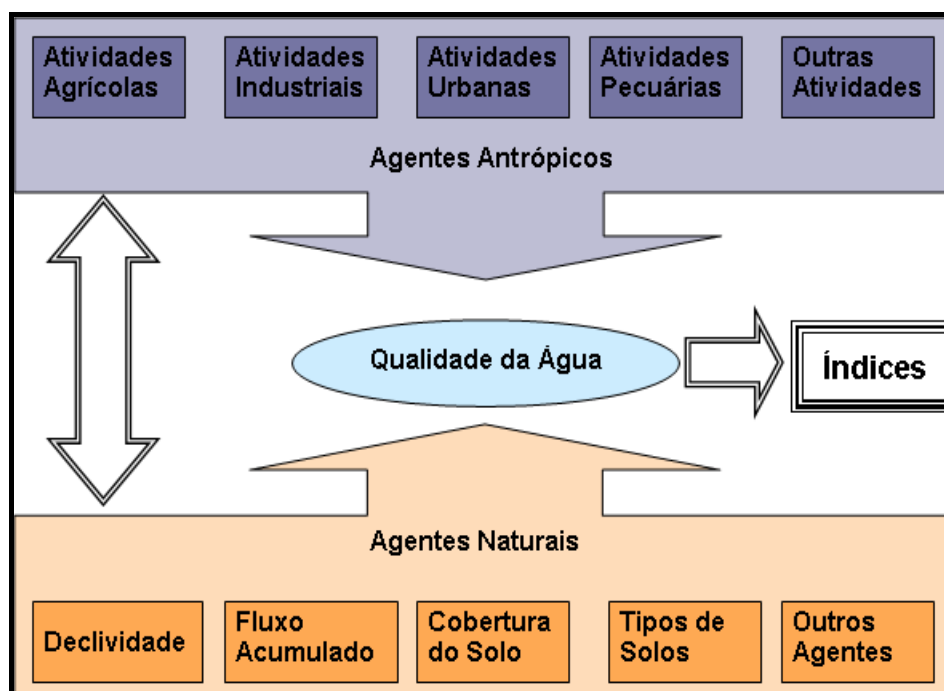 Atividades
Agrícolas
Atividades
Industriais
Atividades
Urbanas
Atividades
Pecuárias
Outras
Atividades
Agentes Antrópicos
Qualidade da Água
Índices
Agentes Naturais
Declividade
Fluxo
Acumulado
Cobertura
do Solo
Tipos de
Solos
Outros
Agentes